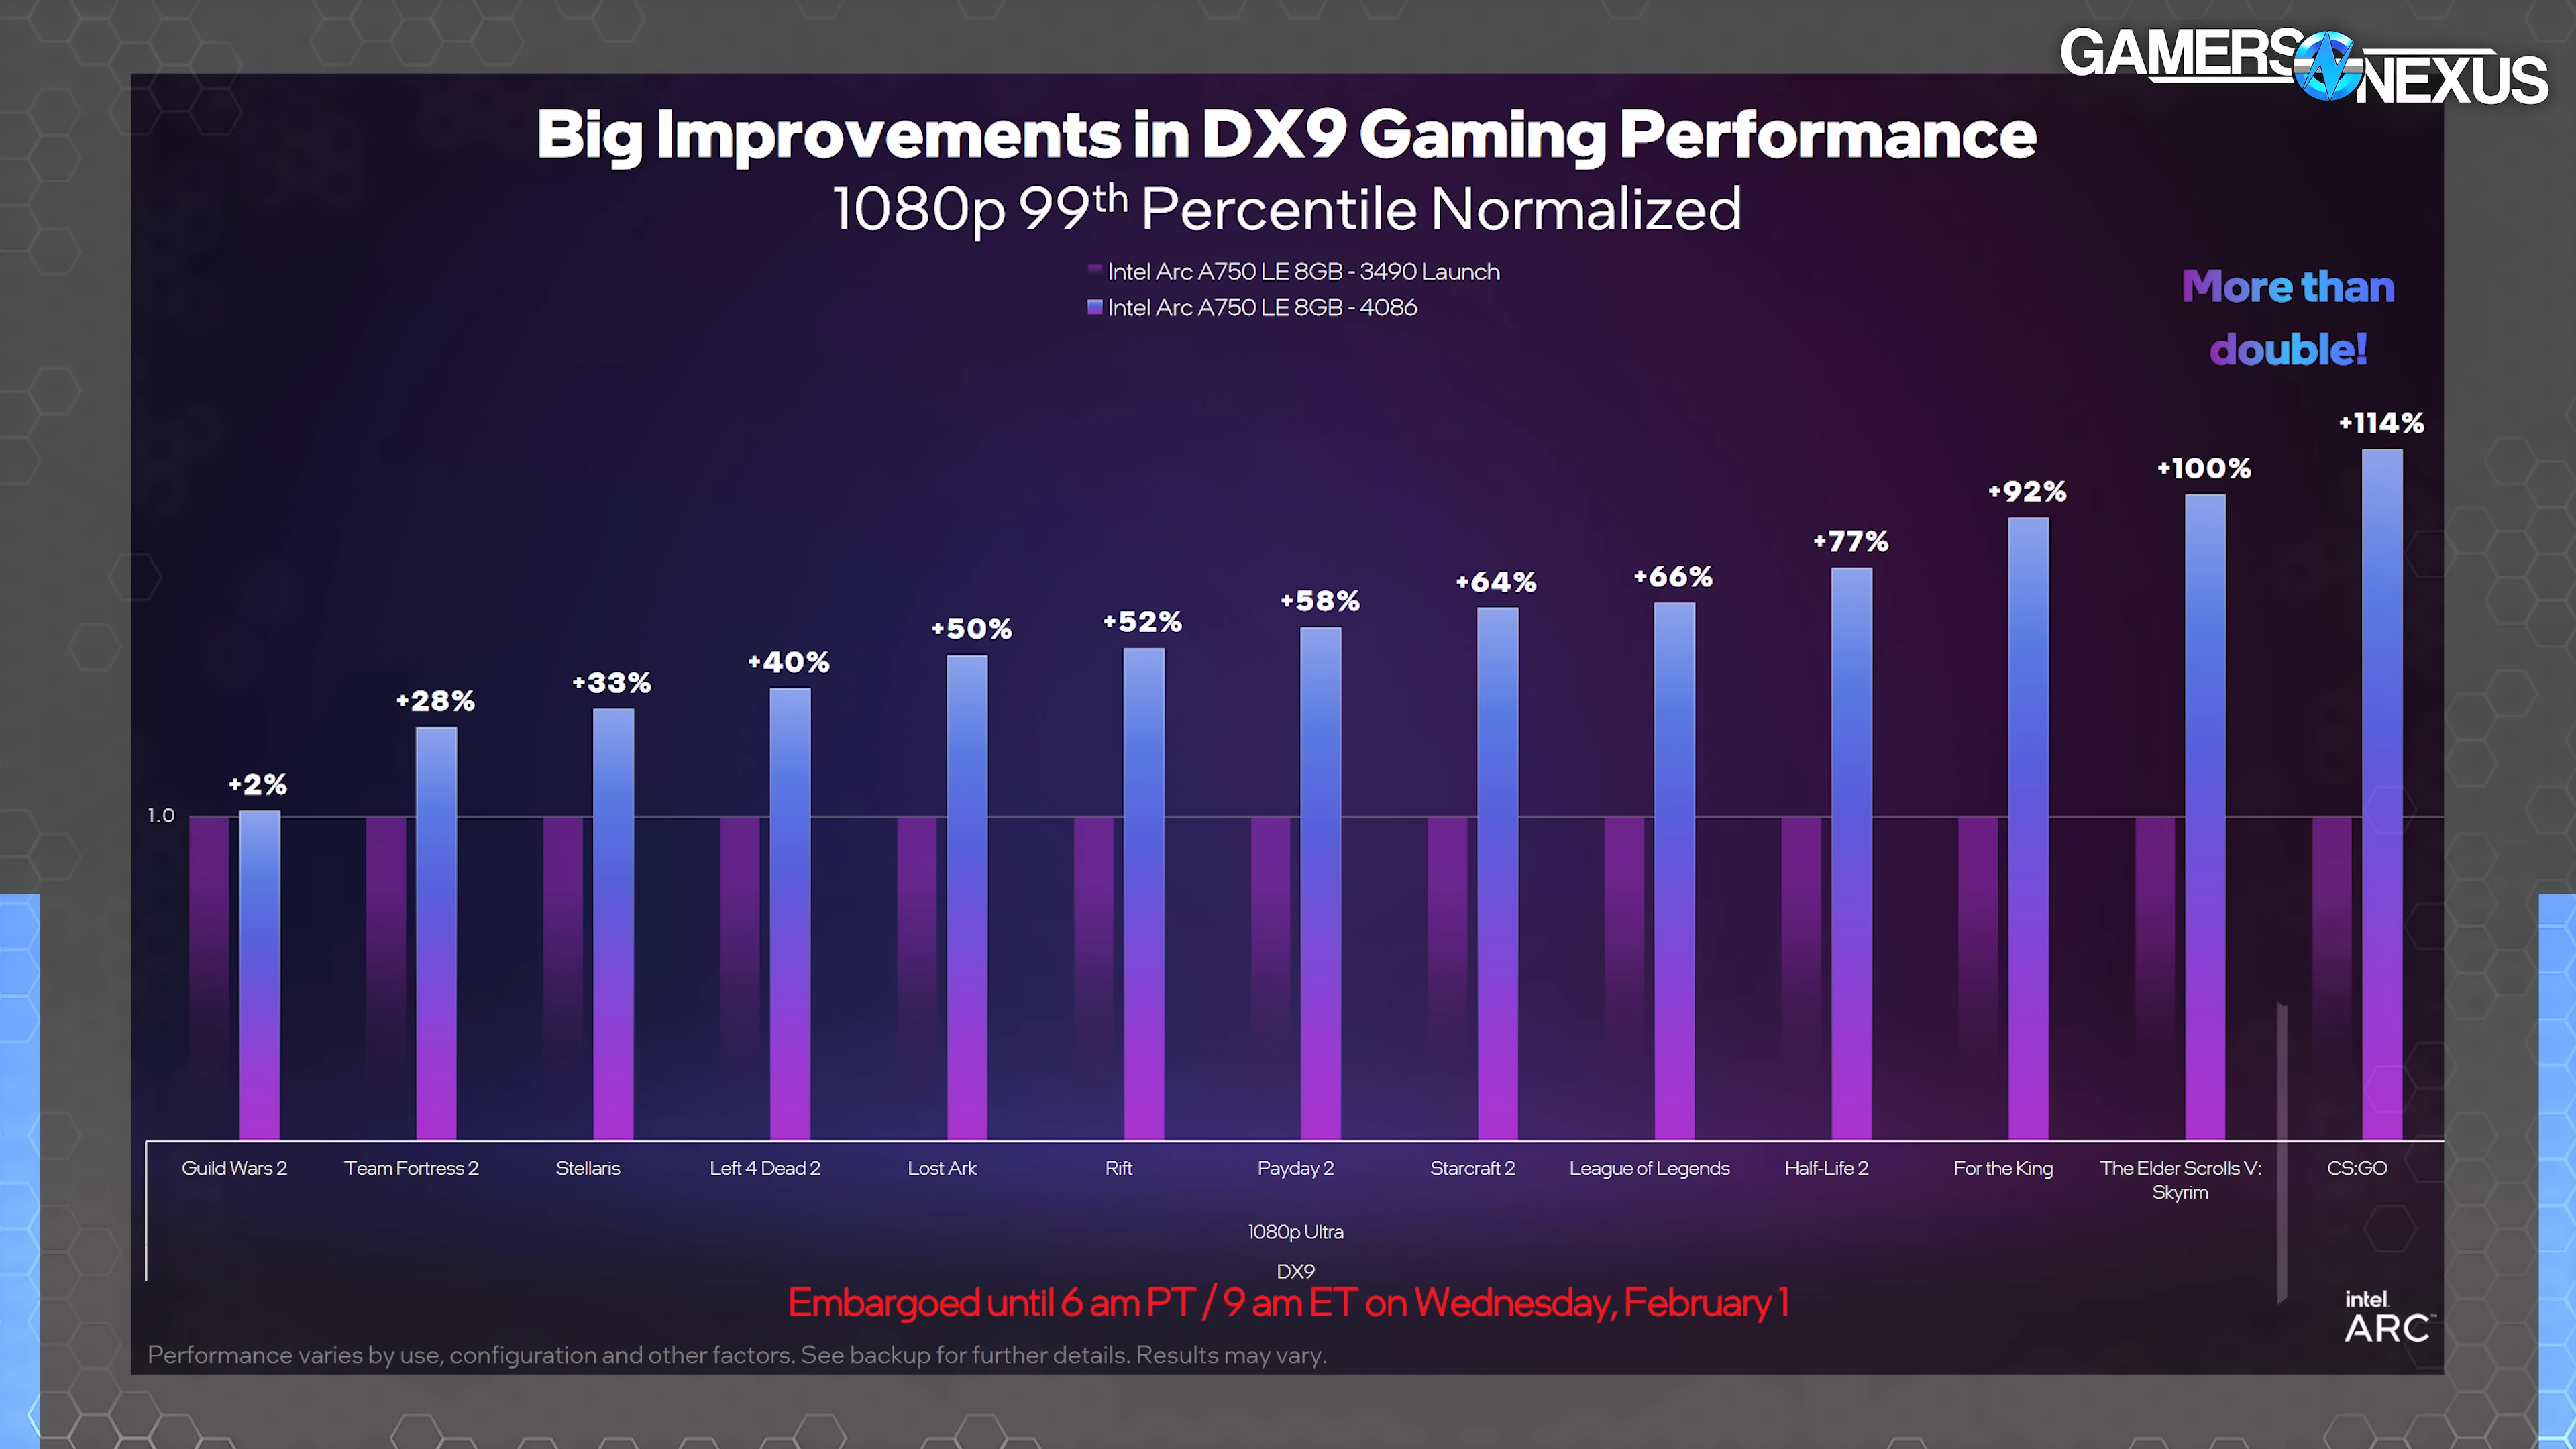 GAMERS NEXUS
Big Improvements in DX9 Gaming Performance
1080p 99th Percentile Normalized
Intel Arc A750 LE 8GB - 3490 Launch
Intel Arc A750 LE 8GB - 4086
More than
double!
+2%
+28%
+33%
+40%
+50%
+52%
+58%
+64%
+66%
+77%
+92%
+100%
+114%
1.0
Guild Wars 2
Team Fortress 2
Stellaris
Left 4 Dead 2
Lost Ark
Rift
Payday 2
Starcraft 2
League of Legends
Half-Life 2
For the King
The Elder Scrolls V:
Skyrim
CS:GO
1080p Ultra
DX9
Embargoed until 6 am PT / 9 am ET on Wednesday, February 1
intel.
ARC™
Performance varies by use, configuration and other factors. See backup for further details. Results may vary.